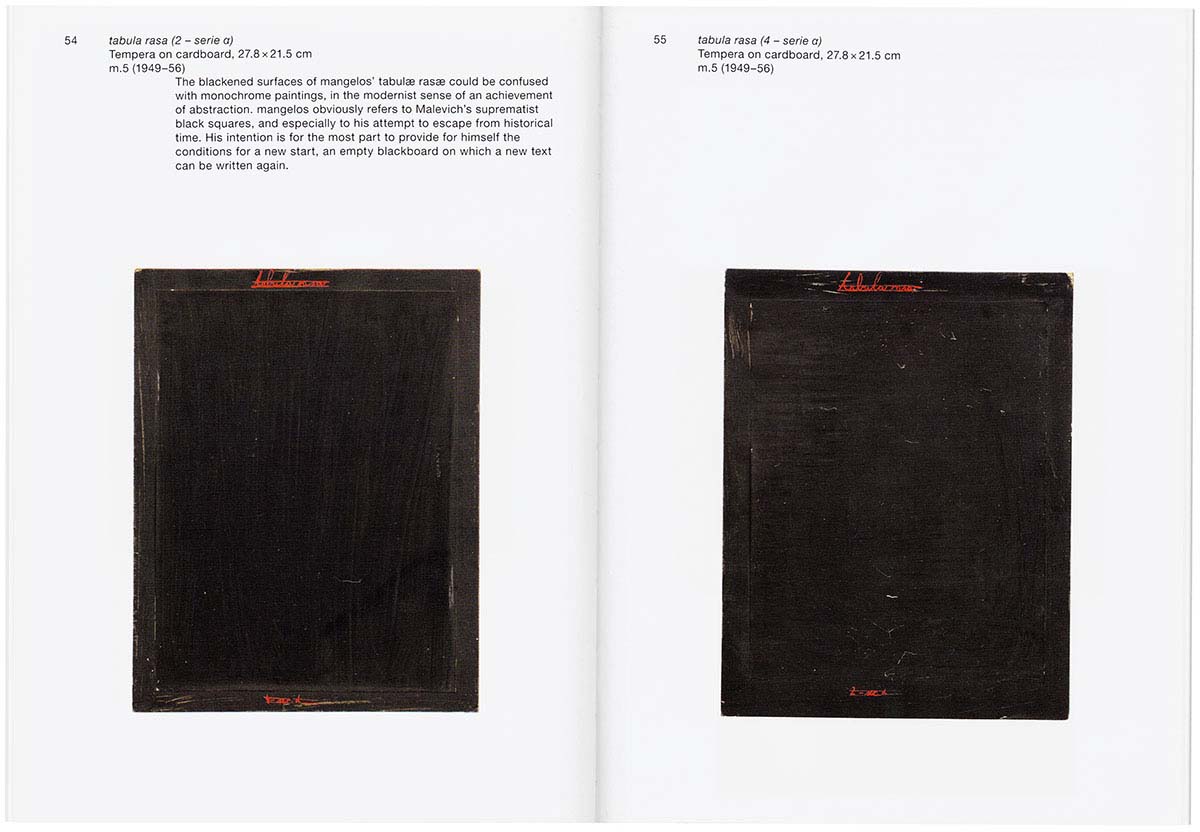 54
tabula rasa (2 – serie α)
Tempera on cardboard, 27.8 × 21.5 cm
m.5 (1949–56)
The blackened surfaces of mangelos’ tabulæ rasæ could be confused
with monochrome paintings, in the modernist sense of an achievement
of abstraction. mangelos obviously refers to Malevich’s suprematist
black squares, and especially to his attempt to escape from historical
time. His intention is for the most part to provide for himself the
conditions for a new start, an empty blackboard on which a new text
can be written again.
tabula rasa
55
tabula rasa (4 – serie α)
Tempera on cardboard, 27.8 × 21.5 cm
m.5 (1949–56)
tabula rasa